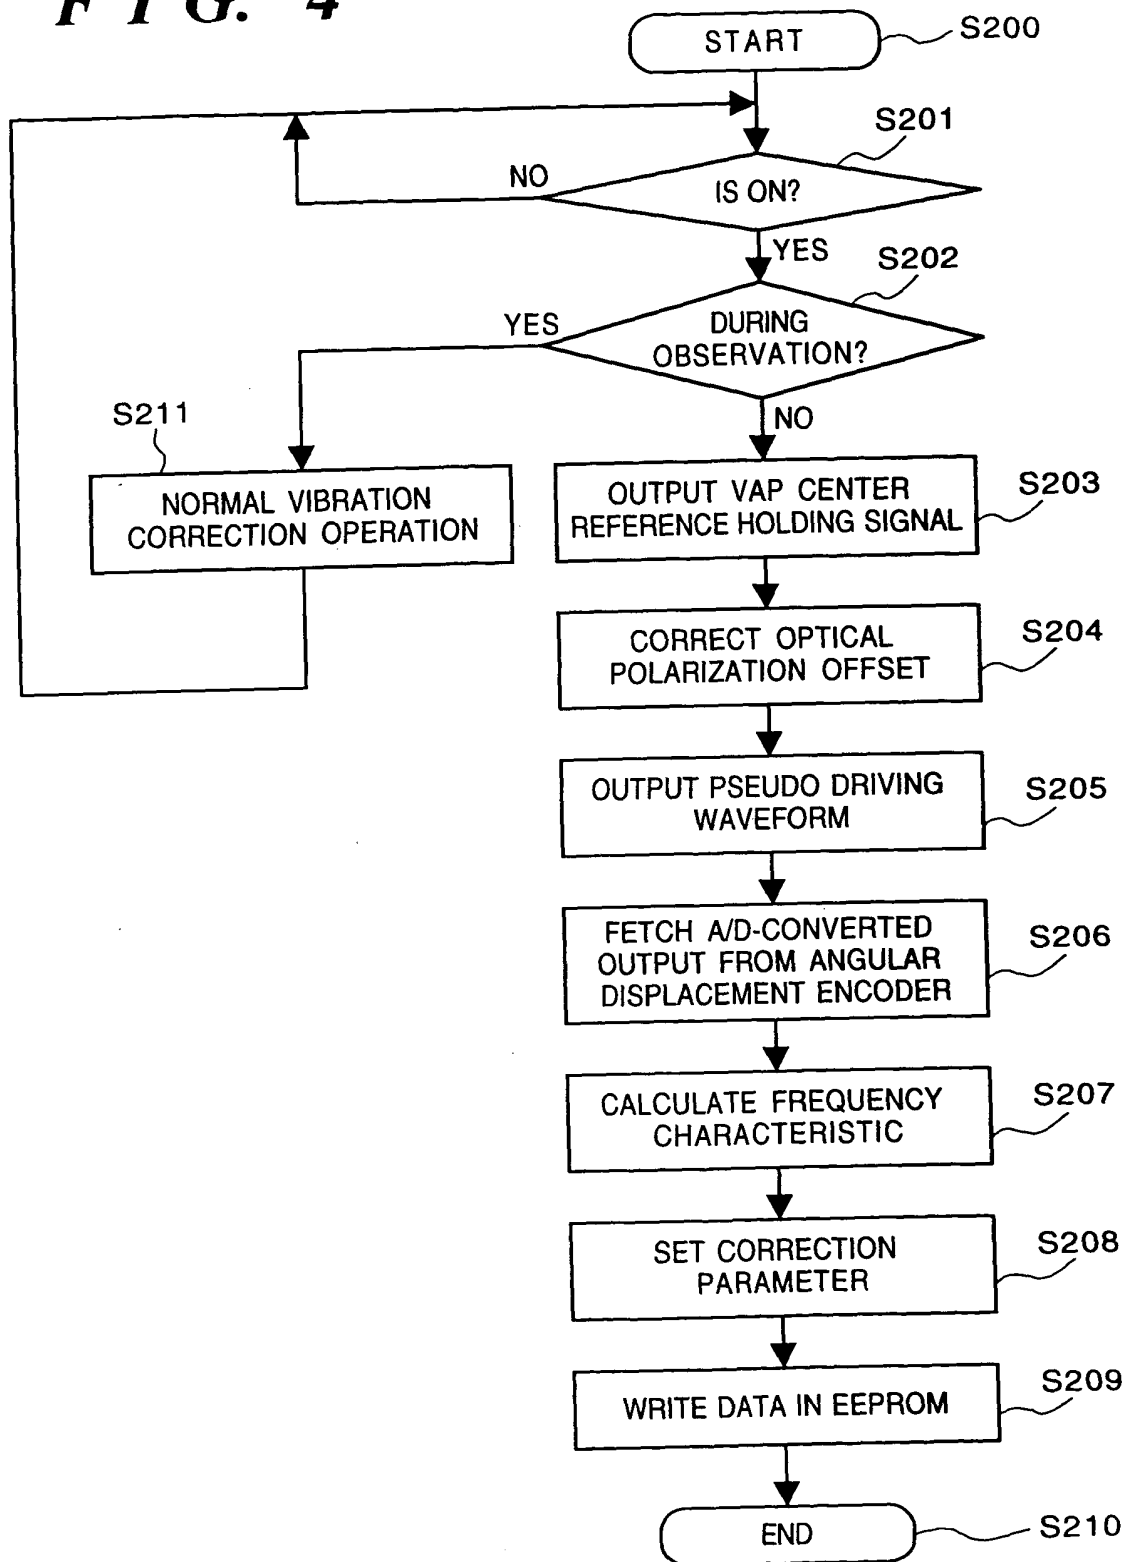 FIG. 4
START
S200
S201
NO
IS ON?
YES
S202
YES
DURING
OBSERVATION?
NO
S211
NORMAL VIBRATION
CORRECTION OPERATION
OUTPUT VAP CENTER
REFERENCE HOLDING SIGNAL
S203
CORRECT OPTICAL
POLARIZATION OFFSET
S204
OUTPUT PSEUDO DRIVING
WAVEFORM
S205
FETCH A/D-CONVERTED
OUTPUT FROM ANGULAR
DISPLACEMENT ENCODER
S206
CALCULATE FREQUENCY
CHARACTERISTIC
S207
SET CORRECTION
PARAMETER
S208
WRITE DATA IN EEPROM
S209
END
S210